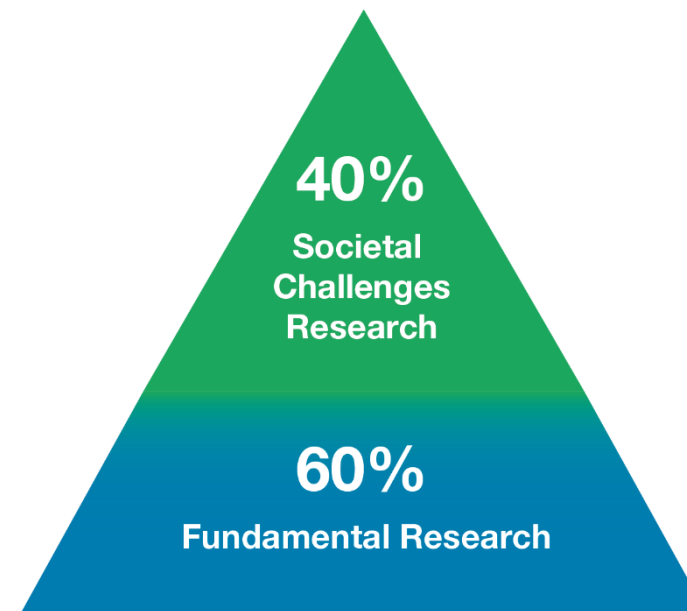 40%
Societal
Challenges
Research
60%
Fundamental Research